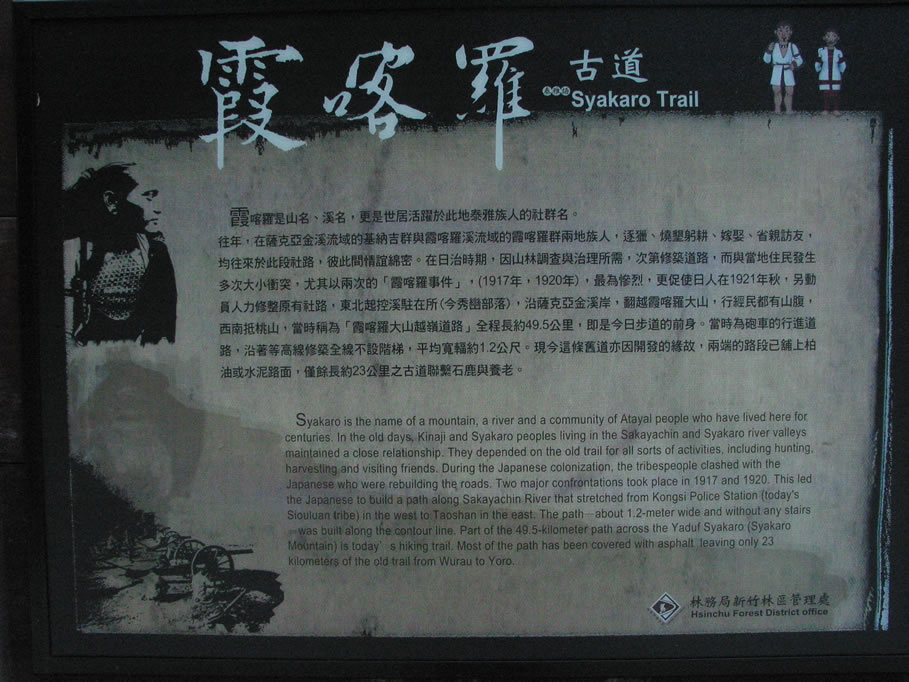 霞喀羅古道
泰雅語 Syakaro Trail
霞喀羅是山名、溪名，更是世居活躍於此地泰雅族人的社群名。
往年，在薩克亞金溪流域的基納吉群與霞喀羅溪流域的霞喀羅群兩地族人，逐獵、燒墾躬耕、嫁娶、省親訪友，
均往來於此段社路，彼此間情誼綿密。在日治時期，因山林調查與治理所需，次第修築道路，而與當地住民發生
多次大小衝突，尤其以兩次的「霞喀羅事件」，(1917年，1920年），最為慘烈，更促使日人在1921年秋，另動
員人力修整原有社路，東北起控溪駐在所(今秀巒部落），沿薩克亞金溪岸，翻越霞喀羅大山，行經民都有山腹，
西南抵桃山，當時稱為「霞喀羅大山越嶺道路」全程長約49.5公里，即是今日步道的前身。當時為砲車的行進道
路，沿著等高線修築全線不設階梯，平均寬輻約1.2公尺。現今這條舊道亦因開發的緣故，兩端的路段已舖上柏
油或水泥路面，僅餘長約23公里之古道聯繫石鹿與養老。
Syakaro is the name of a mountain, a river and a community of Atayal people who have lived here for
centuries. In the old days, Kinaji and Syakaro peoples living in the Sakayachin and Syakaro river valleys
maintained a close relationship. They depended on the old trail for all sorts of activities, including hunting,
harvesting and visiting friends. During the Japanese colonization, the tribespeople clashed with the
Japanese who were rebuilding the roads. Two major confrontations took place in 1917 and 1920. This led
the Japanese to build a path along Sakayachin River that stretched from Kongsi Police Station (today's
Siouluan tribe) in the west to Taoshan in the east. The path—about 1.2-meter wide and without any stairs
—was built along the contour line. Part of the 49.5-kilometer path across the Yaduf Syakaro (Syakaro
Mountain) is today’s hiking trail. Most of the path has been covered with asphalt leaving only 23
kilometers of the old trail from Wurau to Yoro.
林務局新竹林區管理處
Hsinchu Forest District office